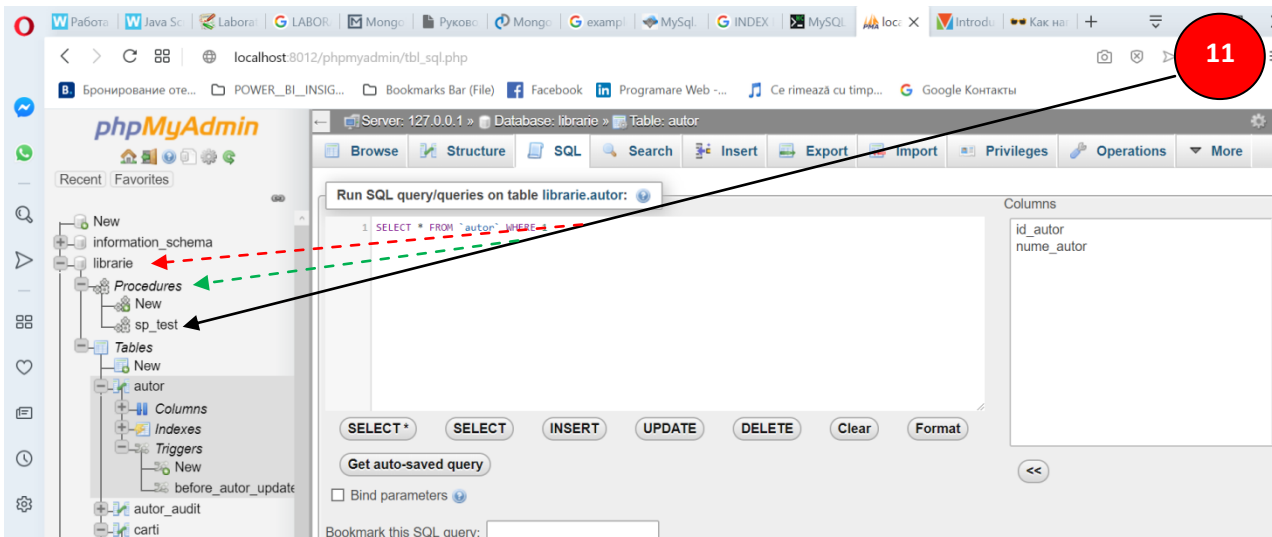 Работа
Java Sc
Laborat
LABOR
Mongo
Руково
Mongo
exampl
MySql.
INDEX
MySQL
loca
Introdu
Как наг
localhost:8012/phpmyadmin/tbl_sql.php
11
Бронирование оте...
POWER_BI_INSIG...
Bookmarks Bar (File)
Facebook
Programare Web -...
Ce rimează cu timp...
Google Контакты
phpMyAdmin
Recent
Favorites
New
information_schema
librarie
Procedures
New
sp_test
Tables
New
autor
Columns
Indexes
Triggers
New
before_autor_update
autor_audit
carti
Server: 127.0.0.1 » Database: librarie » Table: autor
Browse
Structure
SQL
Search
Insert
Export
Import
Privileges
Operations
More
Run SQL query/queries on table librarie.autor:
1 SELECT * FROM `autor` WHERE 1
Columns
id_autor
nume_autor
SELECT *
SELECT
INSERT
UPDATE
DELETE
Clear
Format
Get auto-saved query
<<
Bind parameters
Bookmark this SQL query: